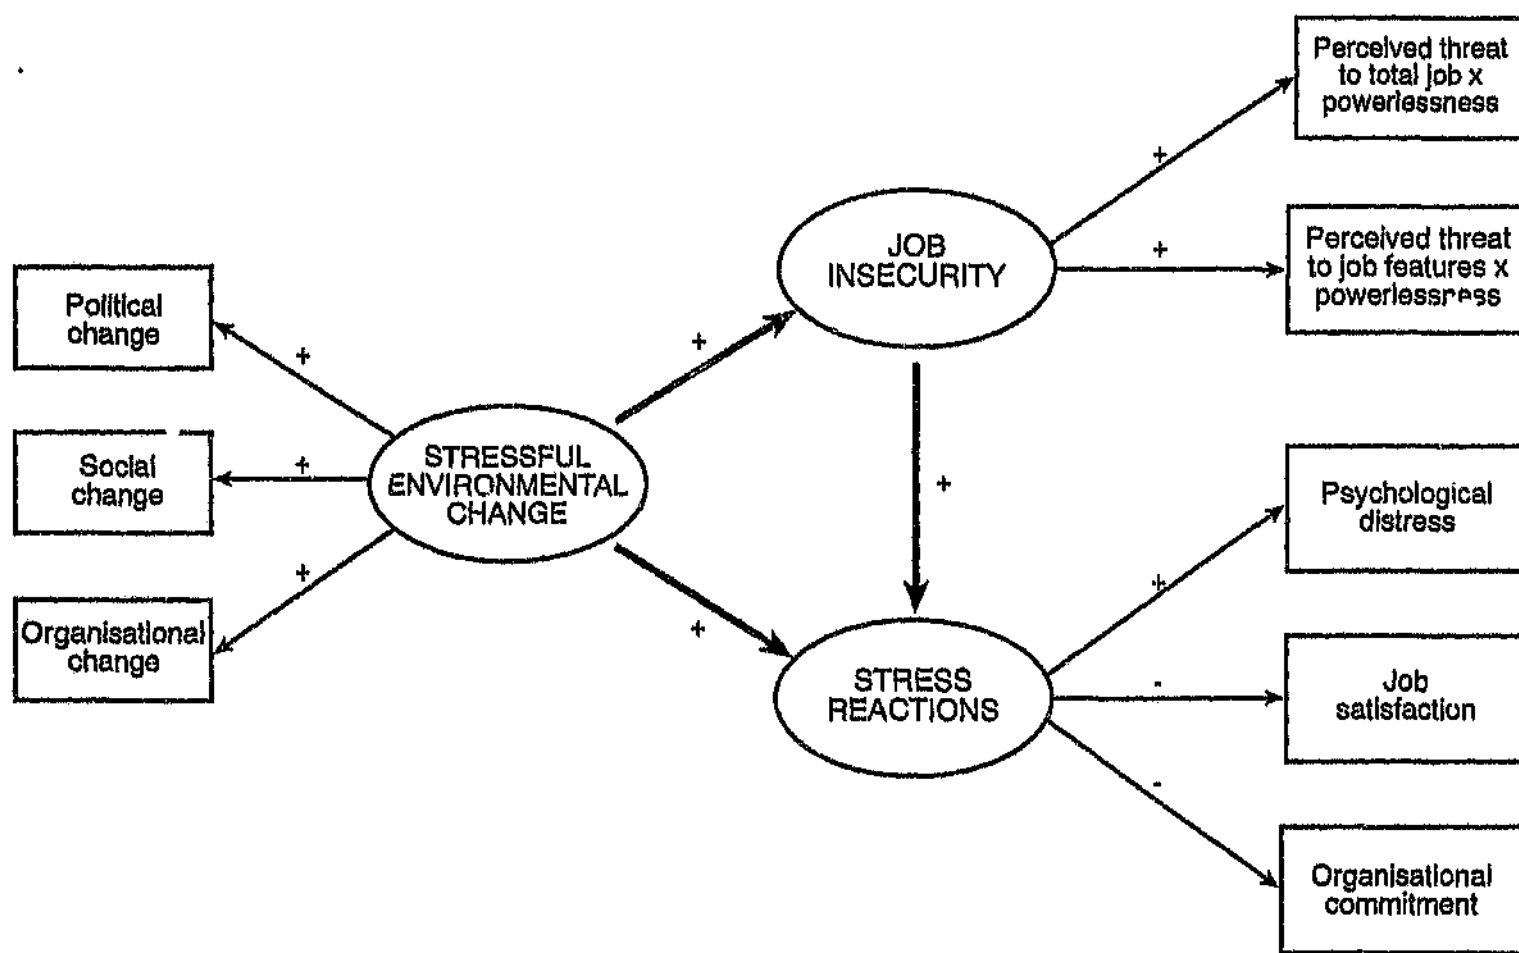 Perceived threat
to total job x
powerlessness
+
JOB
INSECURITY
+
Perceived threat
to job features x
powerlessness
Political
change
+
+
STRESSFUL
ENVIRONMENTAL
CHANGE
Social
change
+
+
Psychological
distress
+
Organisational
change
+
+
STRESS
REACTIONS
-
Job
satisfaction
-
Organisational
commitment